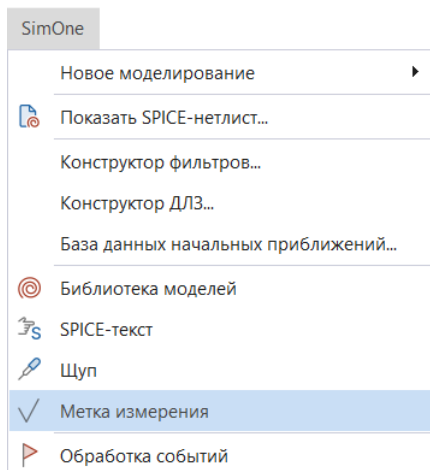 SimOne
Новое моделирование
Показать SPICE-нетлист...
Конструктор фильтров...
Конструктор ДЛЗ...
База данных начальных приближений...
Библиотека моделей
SPICE-текст
Щуп
Метка измерения
Обработка событий